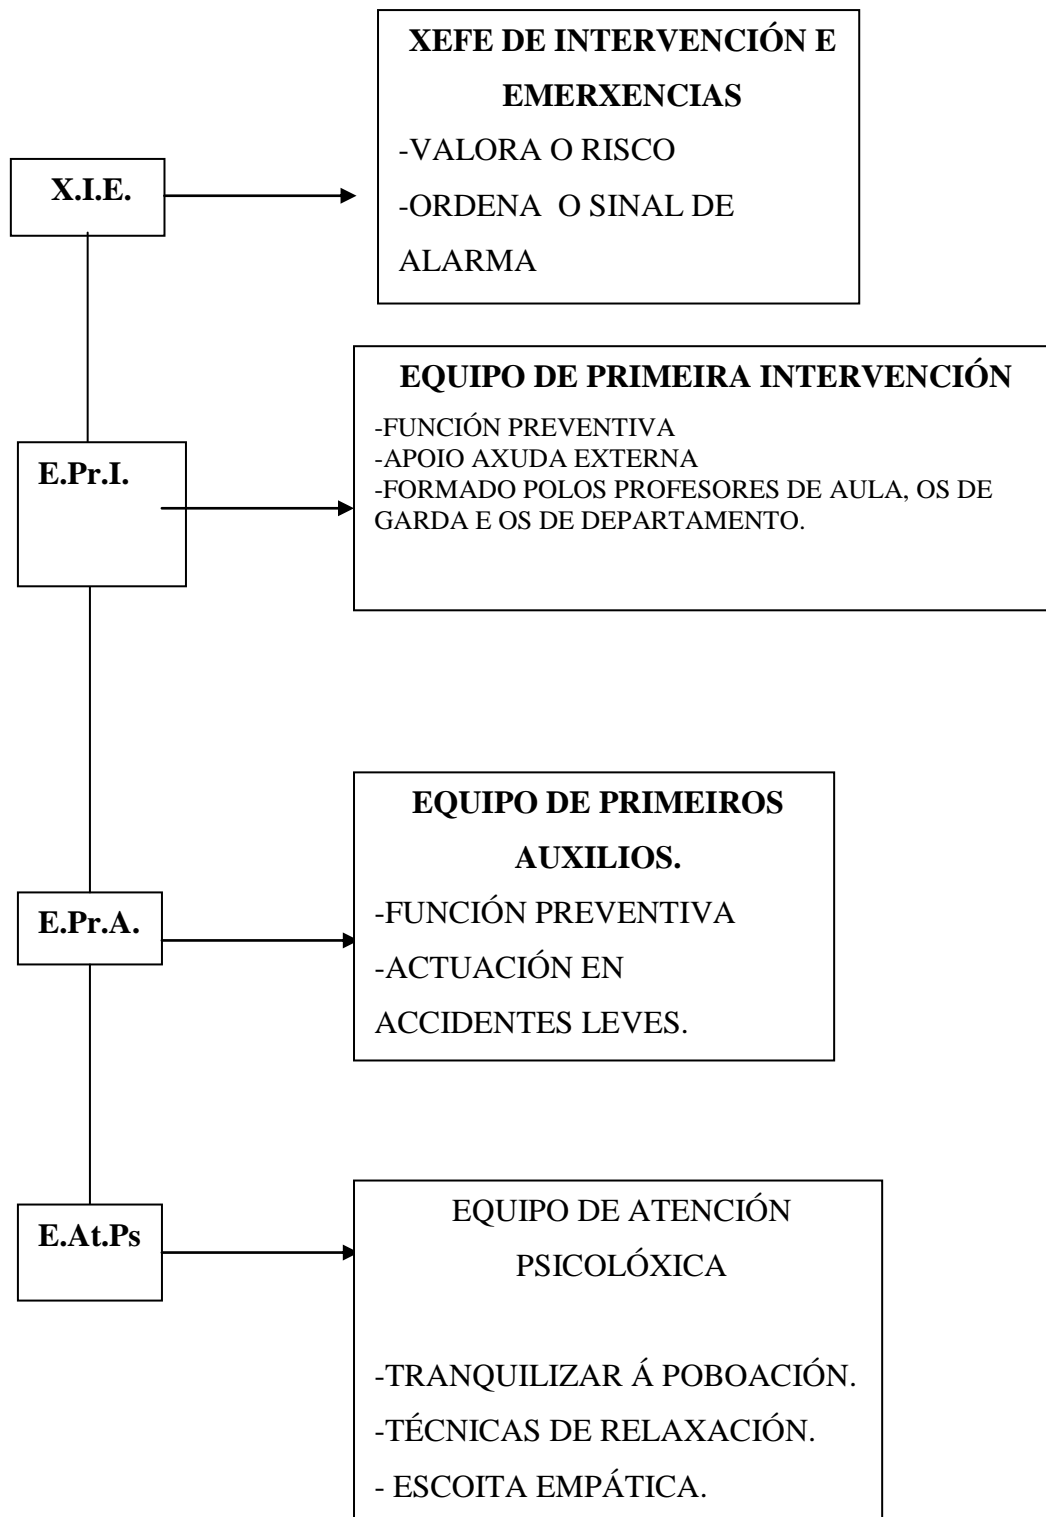 XEFE DE INTERVENCIÓN E
EMERXENCIAS
-VALORA O RISCO
-ORDENA  O SINAL DE
ALARMA
X.I.E.
EQUIPO DE PRIMEIRA INTERVENCIÓN
-FUNCIÓN PREVENTIVA
-APOIO AXUDA EXTERNA
-FORMADO POLOS PROFESORES DE AULA, OS DE
GARDA E OS DE DEPARTAMENTO.
E.Pr.I.
EQUIPO DE PRIMEIROS
AUXILIOS.
-FUNCIÓN PREVENTIVA
-ACTUACIÓN EN
ACCIDENTES LEVES.
E.Pr.A.
EQUIPO DE ATENCIÓN
PSICOLÓXICA
-TRANQUILIZAR Á POBOACIÓN.
-TÉCNICAS DE RELAXACIÓN.
- ESCOITA EMPÁTICA.
E.At.Ps